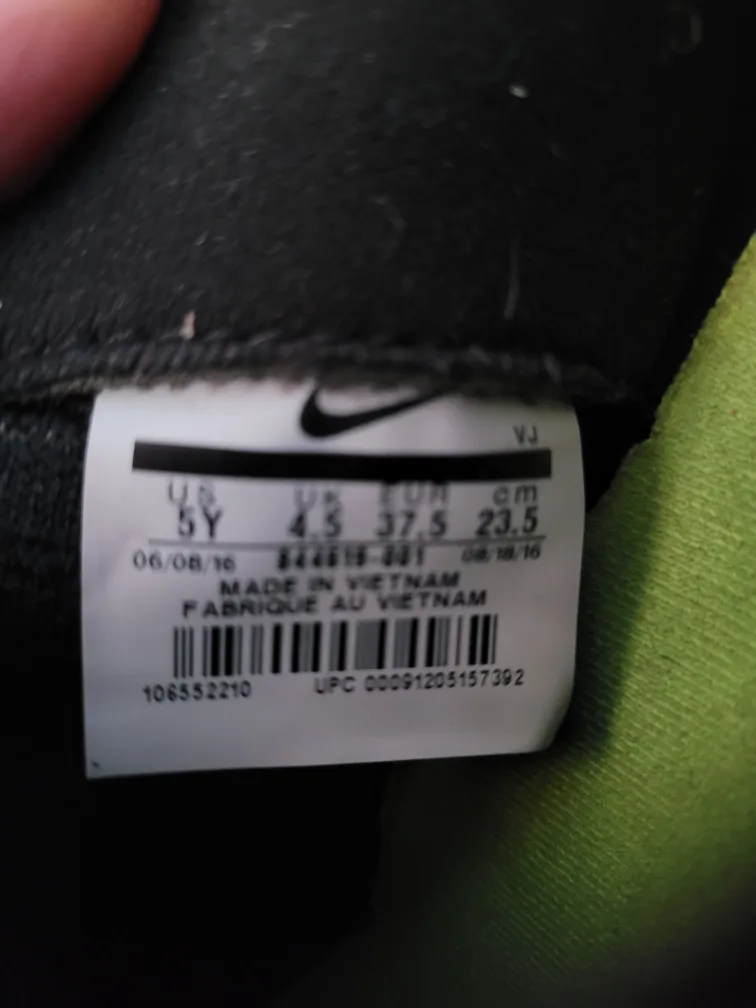 VJ
US UK EUR cm
5Y 4.5 37.5 23.5
06/08/16 08/18/16
MADE IN VIETNAM
FABRIQUE AU VIETNAM
106552210 UPC 00091205157392